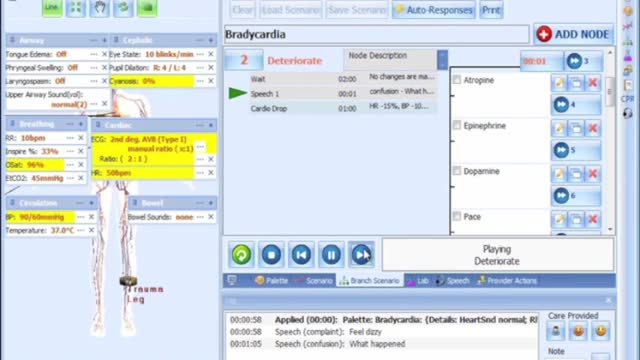 Line
Clear Load Scenario Save Scenario Auto-Responses Print
Bradycardia
ADD NODE
Airway
Tongue Edema: Off
Phryngeal Swelling: Off
Laryngospasm: Off
Upper Airway Sound(vol):
normal(2)
Cephalic
Eye State: 10 blinks/min
Pupil Dilation: R: 4 / L: 4
Cyanosis: 0%
Breathing
RR: 10bpm
Inspire %: 33%
OSat: 96%
EtCO2: 45mmHg
Cardiac
ECG: 2nd deg. AVB (Type I)
manual ratio (x:1)
Ratio: ( 2:1 )
HR: 50bpm
Circulation
BP: 90/60mmHg
Temperature: 37.0°C
Bowel
Bowel Sounds: none
Trauma
Leg
2 Deteriorate
Node Description
Wait 02:00 No changes are ma...
Speech 1 00:01 confusion - What h...
Cardio Drop 01:00 HR -15%, BP -10...
00:01 3
Atropine
4
Epinephrine
5
Dopamine
6
Pace
CPR
Playing
Deteriorate
Palette Scenario Branch Scenario Lab Speech Provider Actions
00:00:58 Applied (00:00): Palette: Bradycardia: {Details: HeartSnd normal; RI
00:00:58 Speech (complaint): Feel dizzy
00:01:05 Speech (confusion): What happened
Care Provided
Note